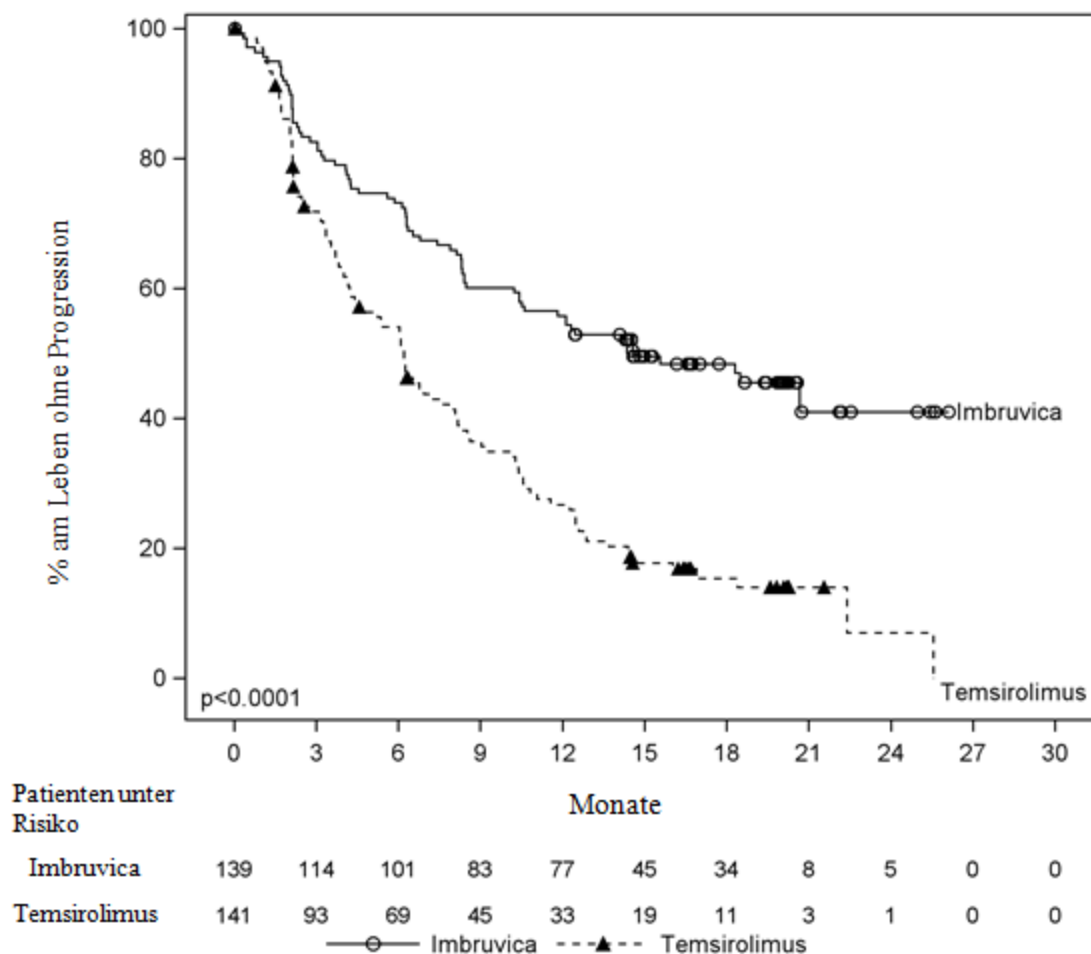 % am Leben ohne Progression
100
80
60
40
20
0
Imbruvica
Temsirolimus
p<0.0001
0 3 6 9 12 15 18 21 24 27 30
Monate
Patienten unter
Risiko
Imbruvica 139 114 101 83 77 45 34 8 5 0 0
Temsirolimus 141 93 69 45 33 19 11 3 1 0 0
Imbruvica Temsirolimus